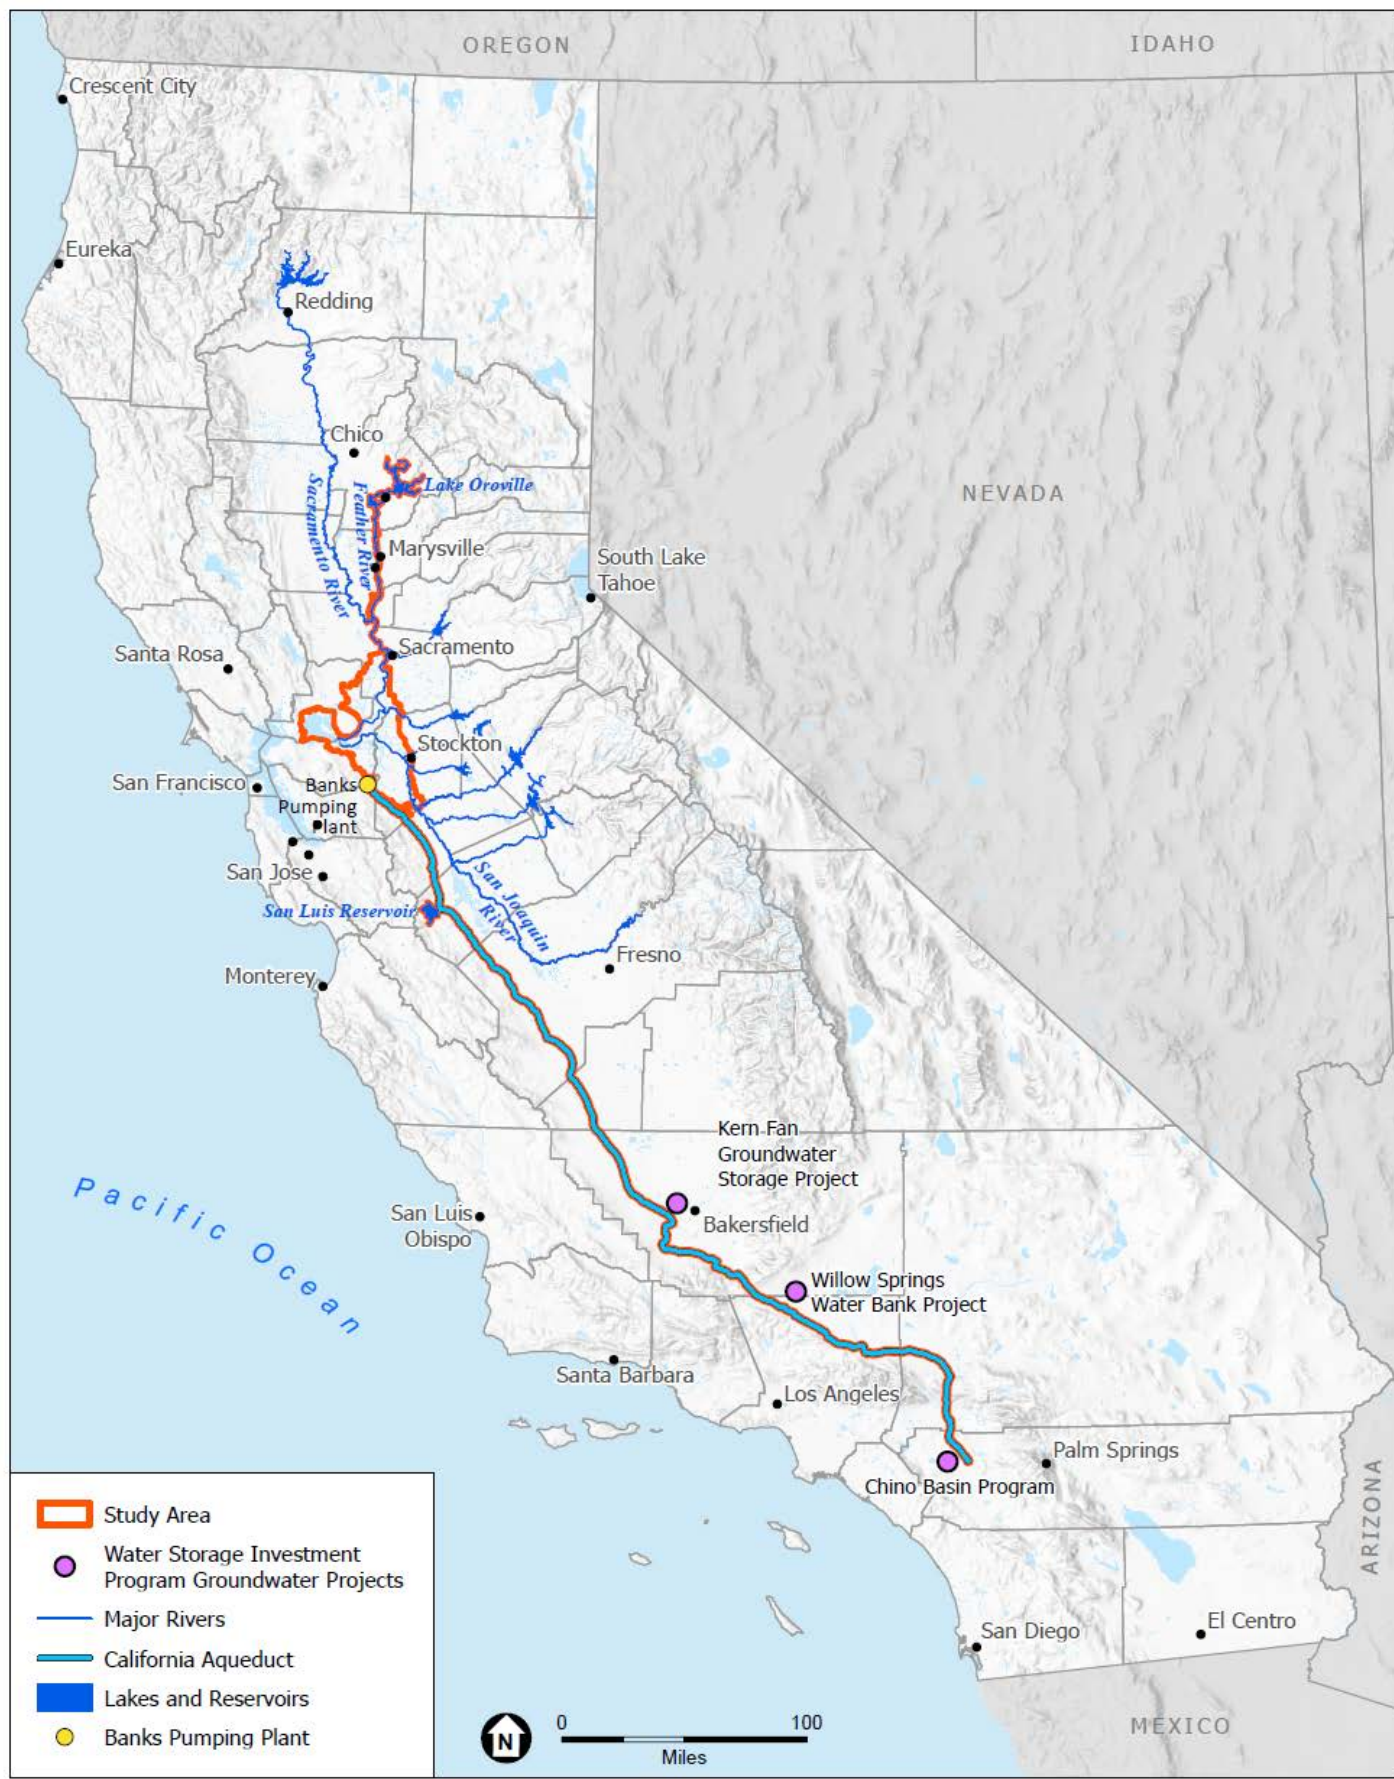 OREGON
IDAHO
Crescent City
Eureka
Redding
Chico
Lake Oroville
Sacramento River
Feather River
NEVADA
Marysville
South Lake
Tahoe
Sacramento
Santa Rosa
Stockton
San Francisco
Banks
Pumping
Plant
San Jose
San Joaquin
River
San Luis Reservoir
Fresno
Monterey
Kern Fan
Groundwater
Storage Project
Pacific Ocean
San Luis
Obispo
Bakersfield
Willow Springs
Water Bank Project
Santa Barbara
Los Angeles
Palm Springs
Chino Basin Program
ARIZONA
Study Area
Water Storage Investment
Program Groundwater Projects
Major Rivers
California Aqueduct
Lakes and Reservoirs
Banks Pumping Plant
San Diego
El Centro
MEXICO
N
0 100
Miles